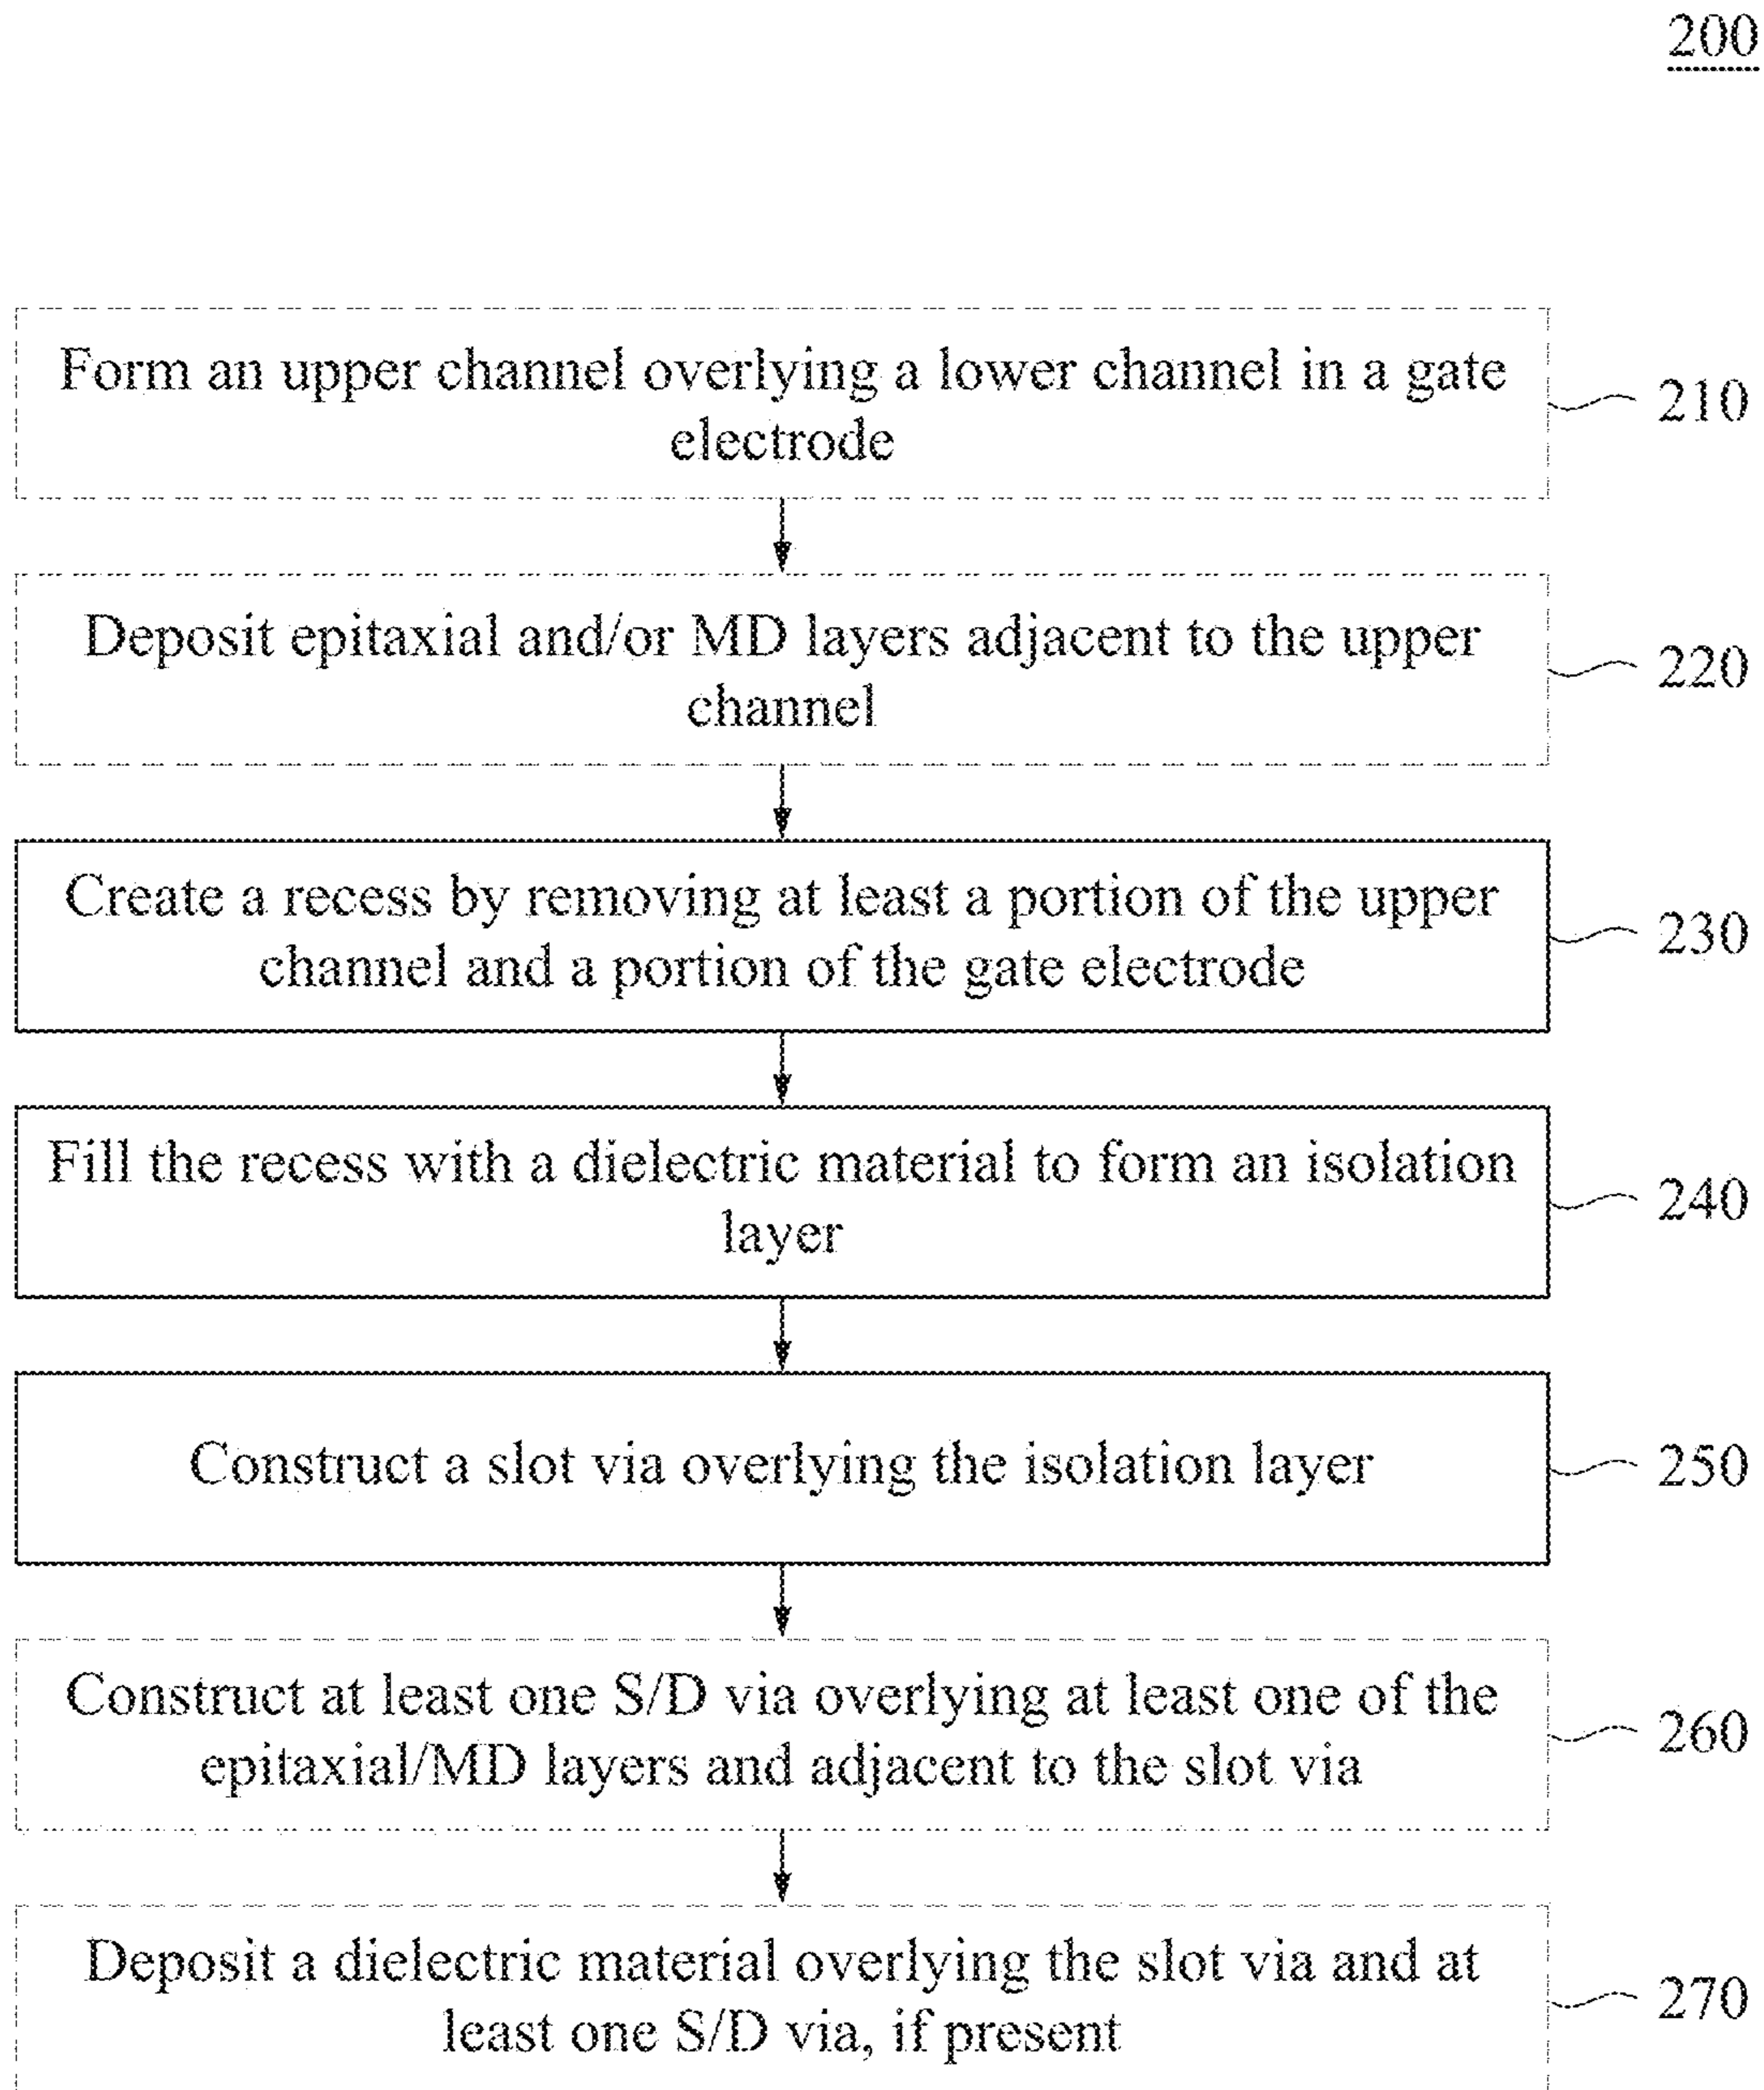 200
Form an upper channel overlying a lower channel in a gate
electrode
210
Deposit epitaxial and/or MD layers adjacent to the upper
channel
220
Create a recess by removing at least a portion of the upper
channel and a portion of the gate electrode
230
Fill the recess with a dielectric material to form an isolation
layer
240
Construct a slot via overlying the isolation layer
250
Construct at least one S/D via overlying at least one of the
epitaxial/MD layers and adjacent to the slot via
260
Deposit a dielectric material overlying the slot via and at
least one S/D via, if present
270